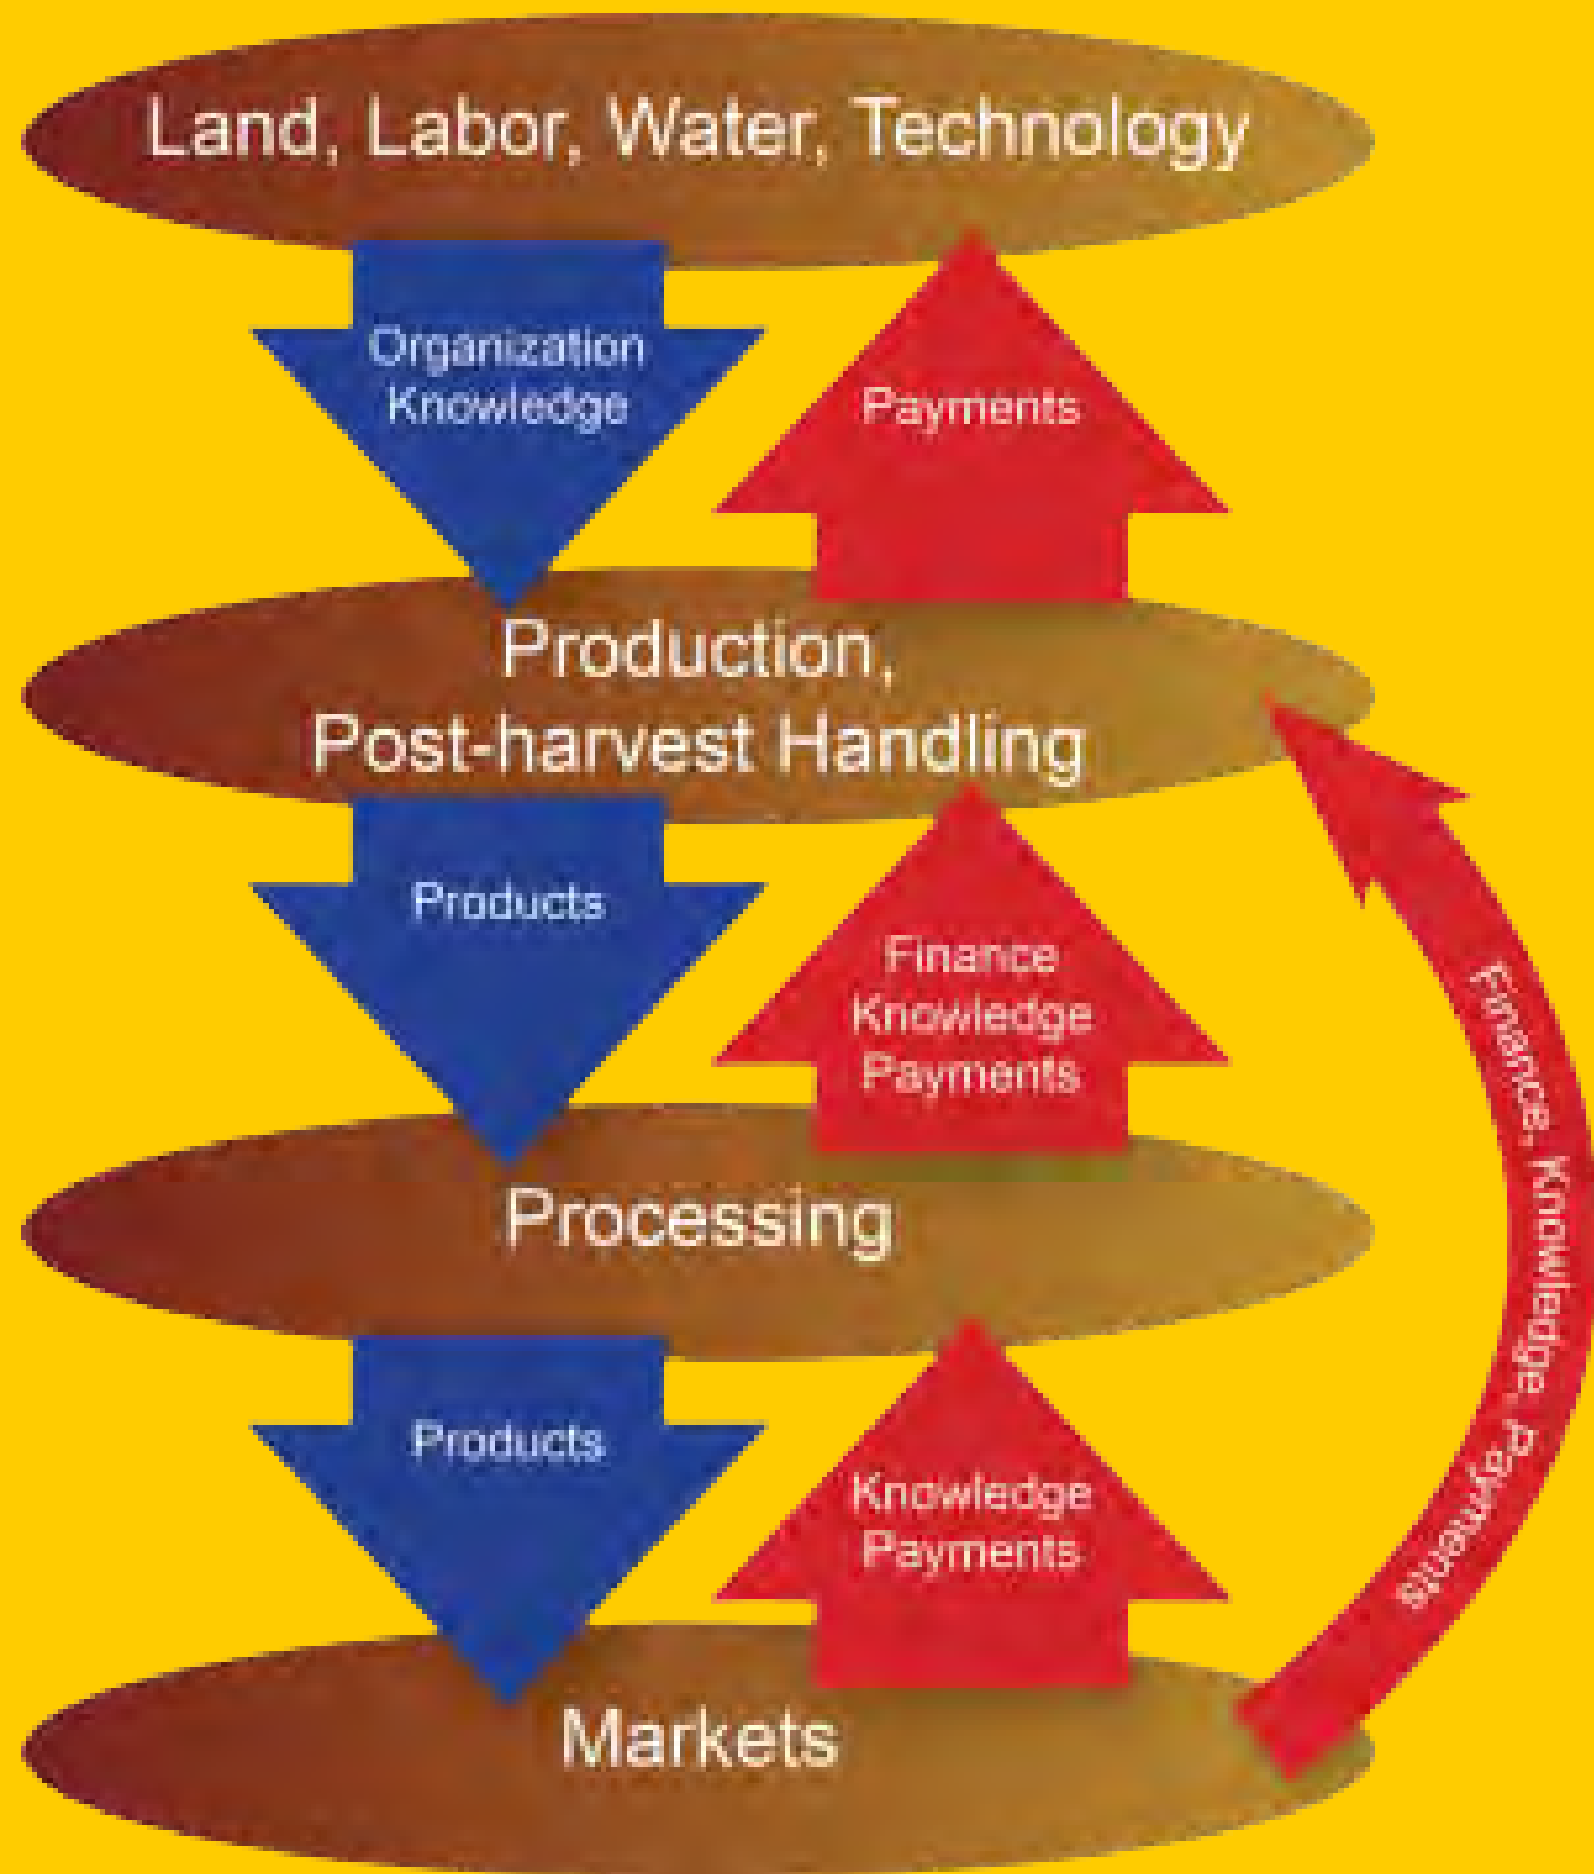 Land, Labor, Water, Technology
Organization
Knowledge
Payments
Production,
Post-harvest Handling
Products
Finance
Knowledge
Payments
Finance, Knowledge, Payments
Processing
Products
Knowledge
Payments
Markets